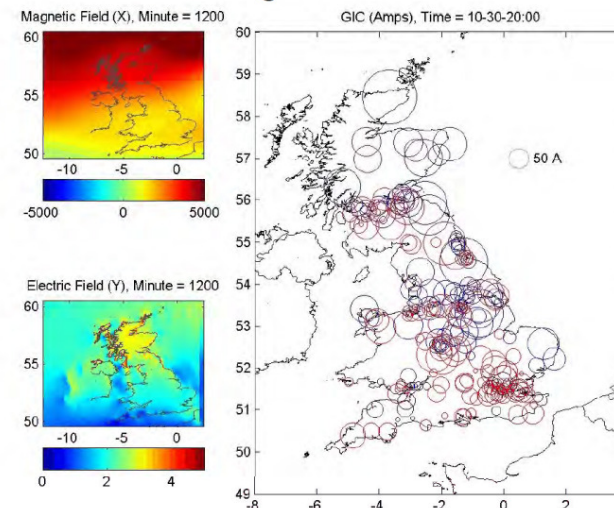 Magnetic Field (X), Minute = 1200
60
55
50
-10 -5 0
-5000 0 5000
Electric Field (Y), Minute = 1200
60
55
50
-10 -5 0
0 2 4
GIC (Amps), Time = 10-30-20:00
60
59
58
57
56
55
54
53
52
51
50
49
-8 -6 -4 -2 0 2
50 A